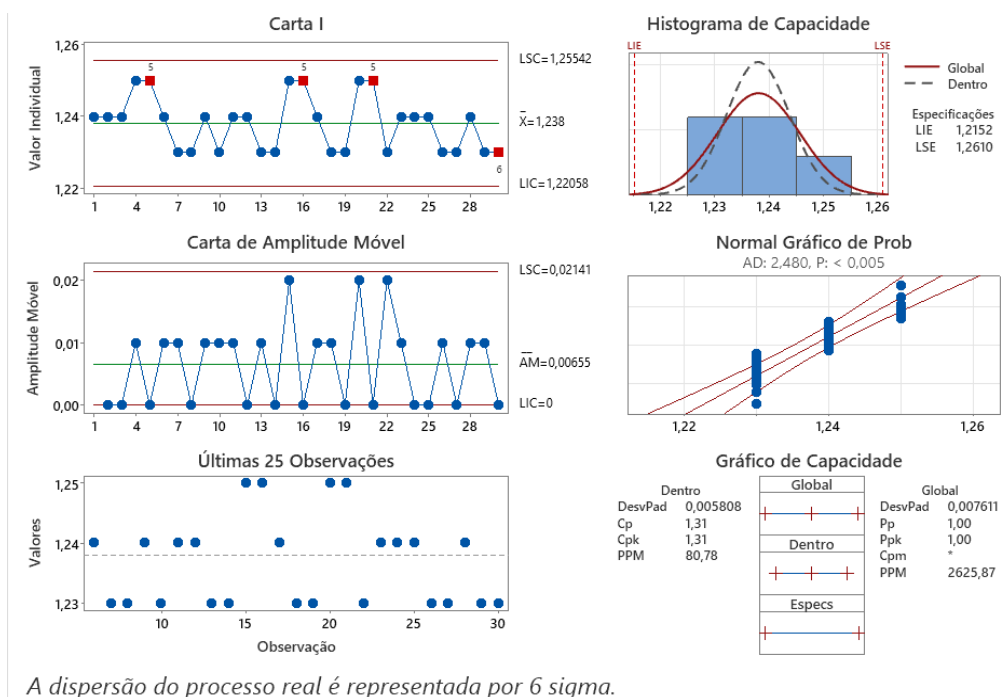 Carta I
Valor Individual
1,26
1,24
1,22
5
5
5
6
LSC=1,25542
X=1,238
LIC=1,22058
1
4
7
10
13
16
19
22
25
28
Histograma de Capacidade
LIE
LSE
1,22
1,23
1,24
1,25
1,26
Global
Dentro
Especificações
LIE 1,2152
LSE 1,2610
Carta de Amplitude Móvel
Amplitude Móvel
0,02
0,01
0,00
LSC=0,02141
AM=0,00655
LIC=0
1
4
7
10
13
16
19
22
25
28
Normal Gráfico de Prob
AD: 2,480, P: < 0,005
1,22
1,24
1,26
Últimas 25 Observações
Valores
1,25
1,24
1,23
10
15
20
25
30
Observação
Gráfico de Capacidade
Dentro
DesvPad 0,005808
Cp 1,31
Cpk 1,31
PPM 80,78
Global
Dentro
Especs
Global
DesvPad 0,007611
Pp 1,00
Ppk 1,00
Cpm *
PPM 2625,87
A dispersão do processo real é representada por 6 sigma.